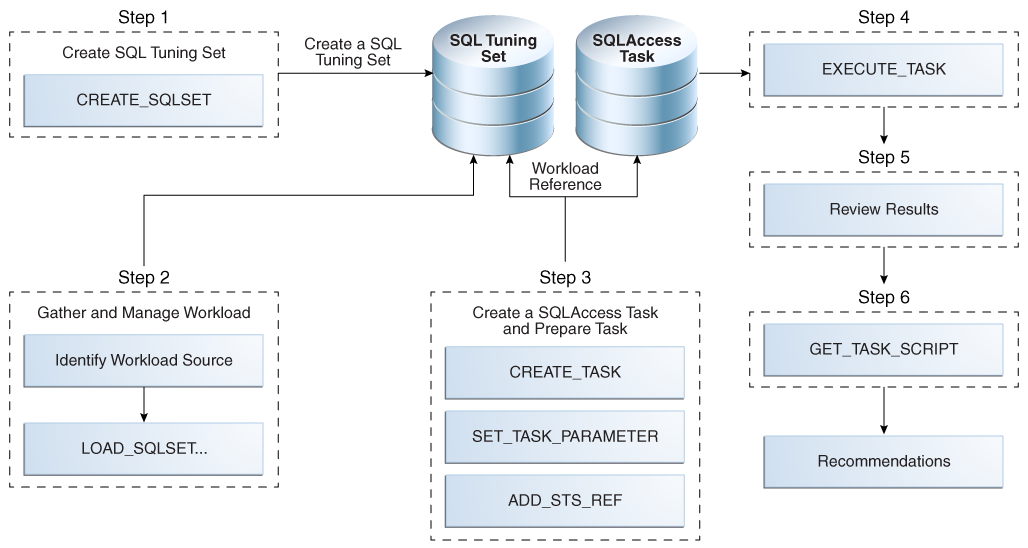 Step 1
Create SQL Tuning Set
CREATE_SQLSET
Create a SQL
Tuning Set
SQL Tuning
Set
SQLAccess
Task
Workload
Reference
Step 2
Gather and Manage Workload
Identify Workload Source
LOAD_SQLSET...
Step 3
Create a SQLAccess Task
and Prepare Task
CREATE_TASK
SET_TASK_PARAMETER
ADD_STS_REF
Step 4
EXECUTE_TASK
Step 5
Review Results
Step 6
GET_TASK_SCRIPT
Recommendations